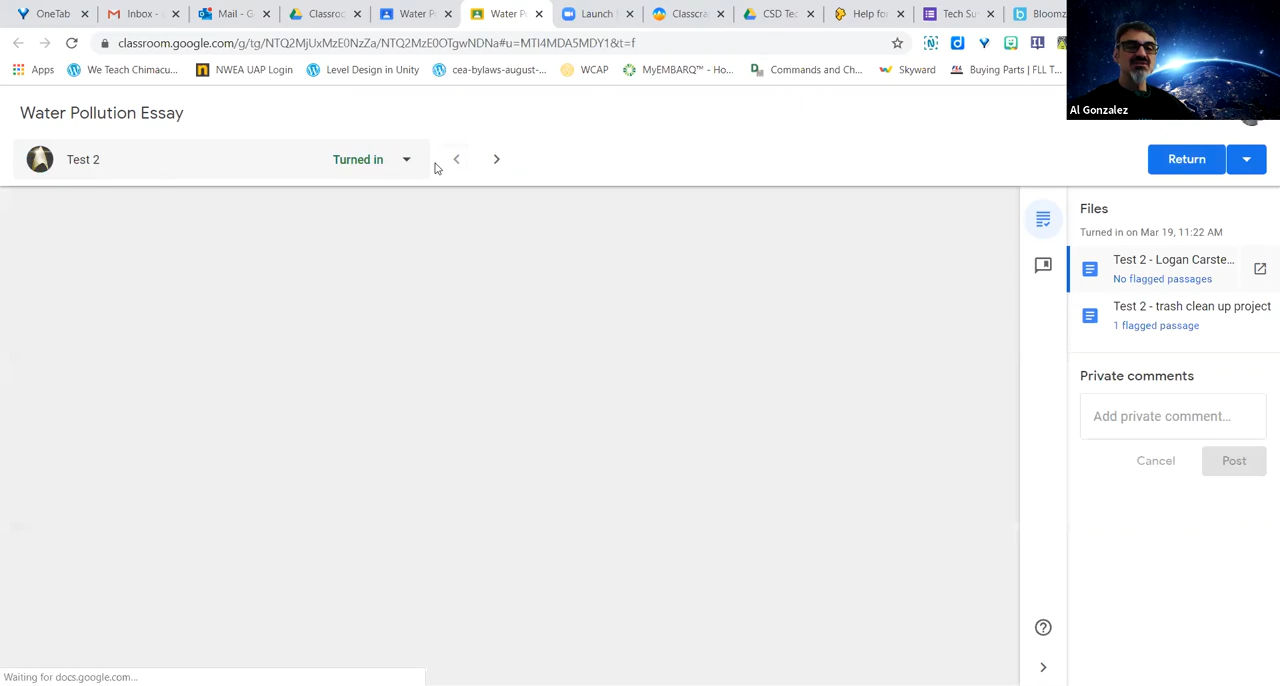 OneTab
Inbox -
Mail - G
Classroo
Water P
Water P
Launch
Classcra
CSD Tec
Help for
Tech Su
Bloomz
classroom.google.com/g/tg/NTQ2MjUxMzE0NzZa/NTQ2MzE0OTgwNDNa#u=MTI4MDA5MDY1&t=f
Apps
We Teach Chimacu...
NWEA UAP Login
Level Design in Unity
cea-bylaws-august-...
WCAP
MyEMBARQ™ - Ho...
Commands and Ch...
Skyward
Buying Parts | FLL T...
Al Gonzalez
Water Pollution Essay
Test 2
Turned in
Return
Files
Turned in on Mar 19, 11:22 AM
Test 2 - Logan Carste...
No flagged passages
Test 2 - trash clean up project
1 flagged passage
Private comments
Add private comment...
Cancel
Post
Waiting for docs.google.com...